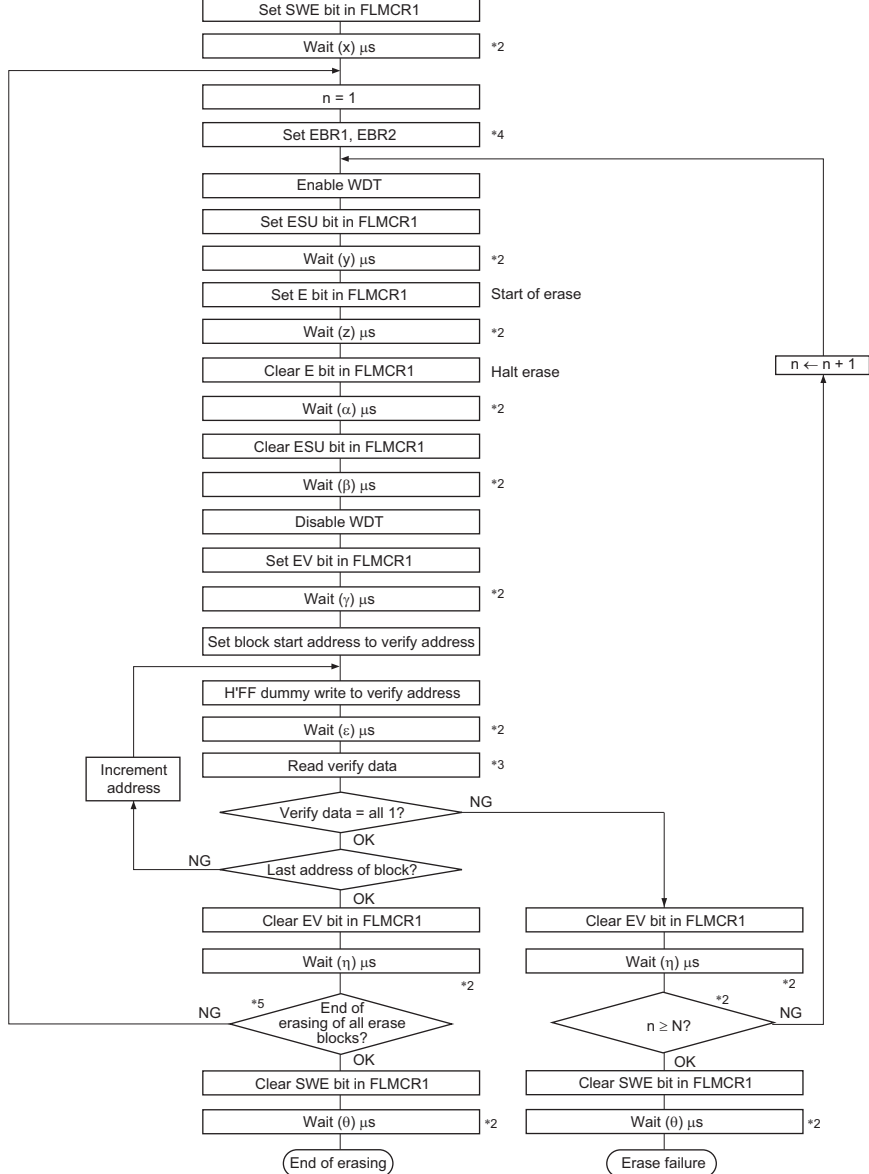 Set SWE bit in FLMCR1
Wait (x) μs *2
n = 1
Set EBR1, EBR2 *4
Enable WDT
Set ESU bit in FLMCR1
Wait (y) μs *2
Set E bit in FLMCR1 Start of erase
Wait (z) μs *2
n ← n + 1
Clear E bit in FLMCR1 Halt erase
Wait (α) μs *2
Clear ESU bit in FLMCR1
Wait (β) μs *2
Disable WDT
Set EV bit in FLMCR1
Wait (γ) μs *2
Set block start address to verify address
H'FF dummy write to verify address
Wait (ε) μs *2
Read verify data *3
Increment
address
Verify data = all 1? NG
OK
NG Last address of block?
OK
Clear EV bit in FLMCR1
Wait (η) μs
*2
NG *5
End of
erasing of all erase
blocks?
OK
Clear SWE bit in FLMCR1
Wait (θ) μs *2
End of erasing
Clear EV bit in FLMCR1
Wait (η) μs
*2
*2
n ≥ N? NG
OK
Clear SWE bit in FLMCR1
Wait (θ) μs *2
Erase failure